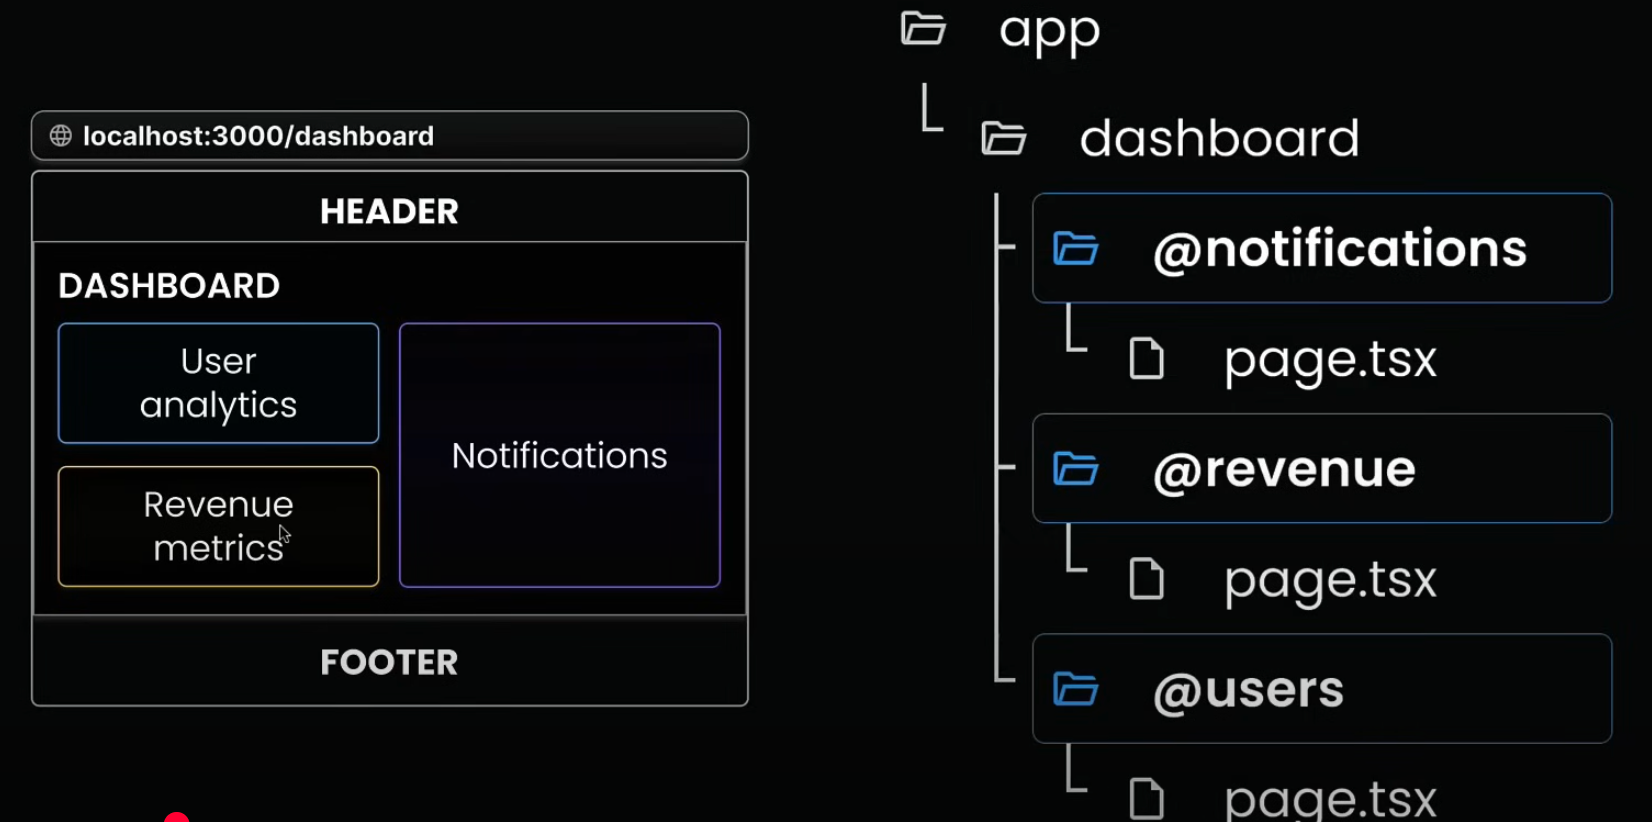 localhost:3000/dashboard
HEADER
DASHBOARD
User
analytics
Revenue
metrics
Notifications
FOOTER
app
dashboard
@notifications
page.tsx
@revenue
page.tsx
@users
page.tsx